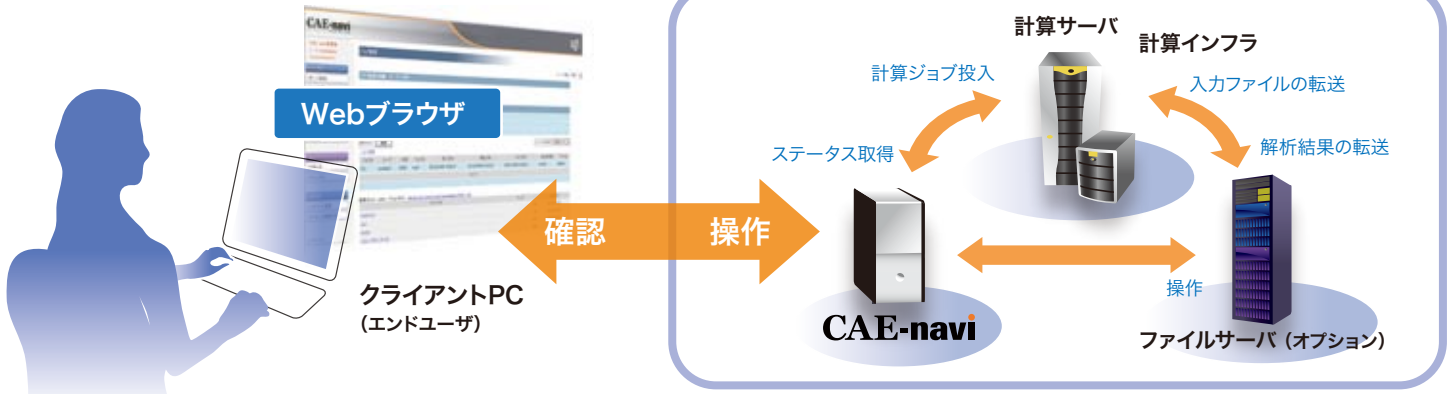 CAE-navi
Webブラウザ
確認
操作
クライアントPC
（エンドユーザ）
計算サーバ
計算インフラ
計算ジョブ投入
ステータス取得
入力ファイルの転送
解析結果の転送
操作
CAE-navi
ファイルサーバ（オプション）